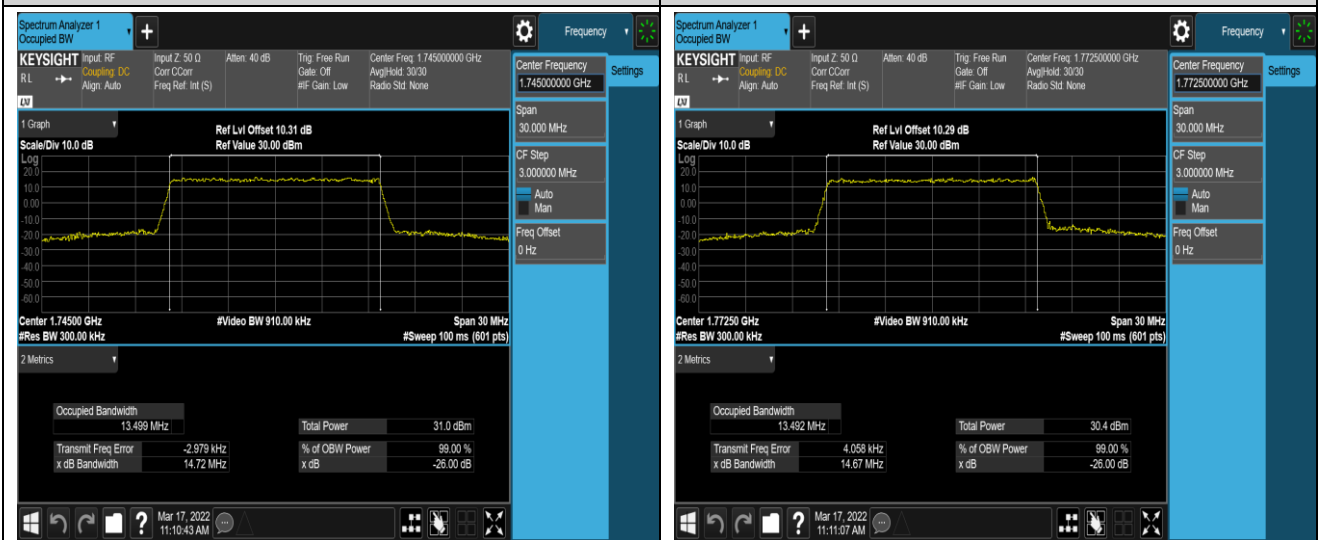 Spectrum Analyzer 1
Occupied BW
+
Frequency
KEYSIGHT
Input: RF
Input Z: 50 Ω
Atten: 40 dB
Trig: Free Run
Center Freq: 1.745000000 GHz
RL
Coupling: DC
Corr CCorr
Gate: Off
Avg|Hold: 30/30
Align: Auto
Freq Ref: Int (S)
#IF Gain: Low
Radio Std: None
LXI
Center Frequency
1.745000000 GHz
Settings
Span
30.000 MHz
CF Step
3.000000 MHz
Auto
Man
Freq Offset
0 Hz
1 Graph
Ref Lvl Offset 10.31 dB
Scale/Div 10.0 dB
Ref Value 30.00 dBm
Log
20.0
10.0
0.00
-10.0
-20.0
-30.0
-40.0
-50.0
-60.0
Center 1.74500 GHz
#Video BW 910.00 kHz
Span 30 MHz
#Res BW 300.00 kHz
#Sweep 100 ms (601 pts)
2 Metrics
Occupied Bandwidth
13.499 MHz
Total Power 31.0 dBm
Transmit Freq Error -2.979 kHz
% of OBW Power 99.00 %
x dB Bandwidth 14.72 MHz
x dB -26.00 dB
?
Mar 17, 2022
11:10:43 AM
Spectrum Analyzer 1
Occupied BW
+
Frequency
KEYSIGHT
Input: RF
Input Z: 50 Ω
Atten: 40 dB
Trig: Free Run
Center Freq: 1.772500000 GHz
RL
Coupling: DC
Corr CCorr
Gate: Off
Avg|Hold: 30/30
Align: Auto
Freq Ref: Int (S)
#IF Gain: Low
Radio Std: None
LXI
Center Frequency
1.772500000 GHz
Settings
Span
30.000 MHz
CF Step
3.000000 MHz
Auto
Man
Freq Offset
0 Hz
1 Graph
Ref Lvl Offset 10.29 dB
Scale/Div 10.0 dB
Ref Value 30.00 dBm
Log
20.0
10.0
0.00
-10.0
-20.0
-30.0
-40.0
-50.0
-60.0
Center 1.77250 GHz
#Video BW 910.00 kHz
Span 30 MHz
#Res BW 300.00 kHz
#Sweep 100 ms (601 pts)
2 Metrics
Occupied Bandwidth
13.492 MHz
Total Power 30.4 dBm
Transmit Freq Error 4.058 kHz
% of OBW Power 99.00 %
x dB Bandwidth 14.67 MHz
x dB -26.00 dB
?
Mar 17, 2022
11:11:07 AM